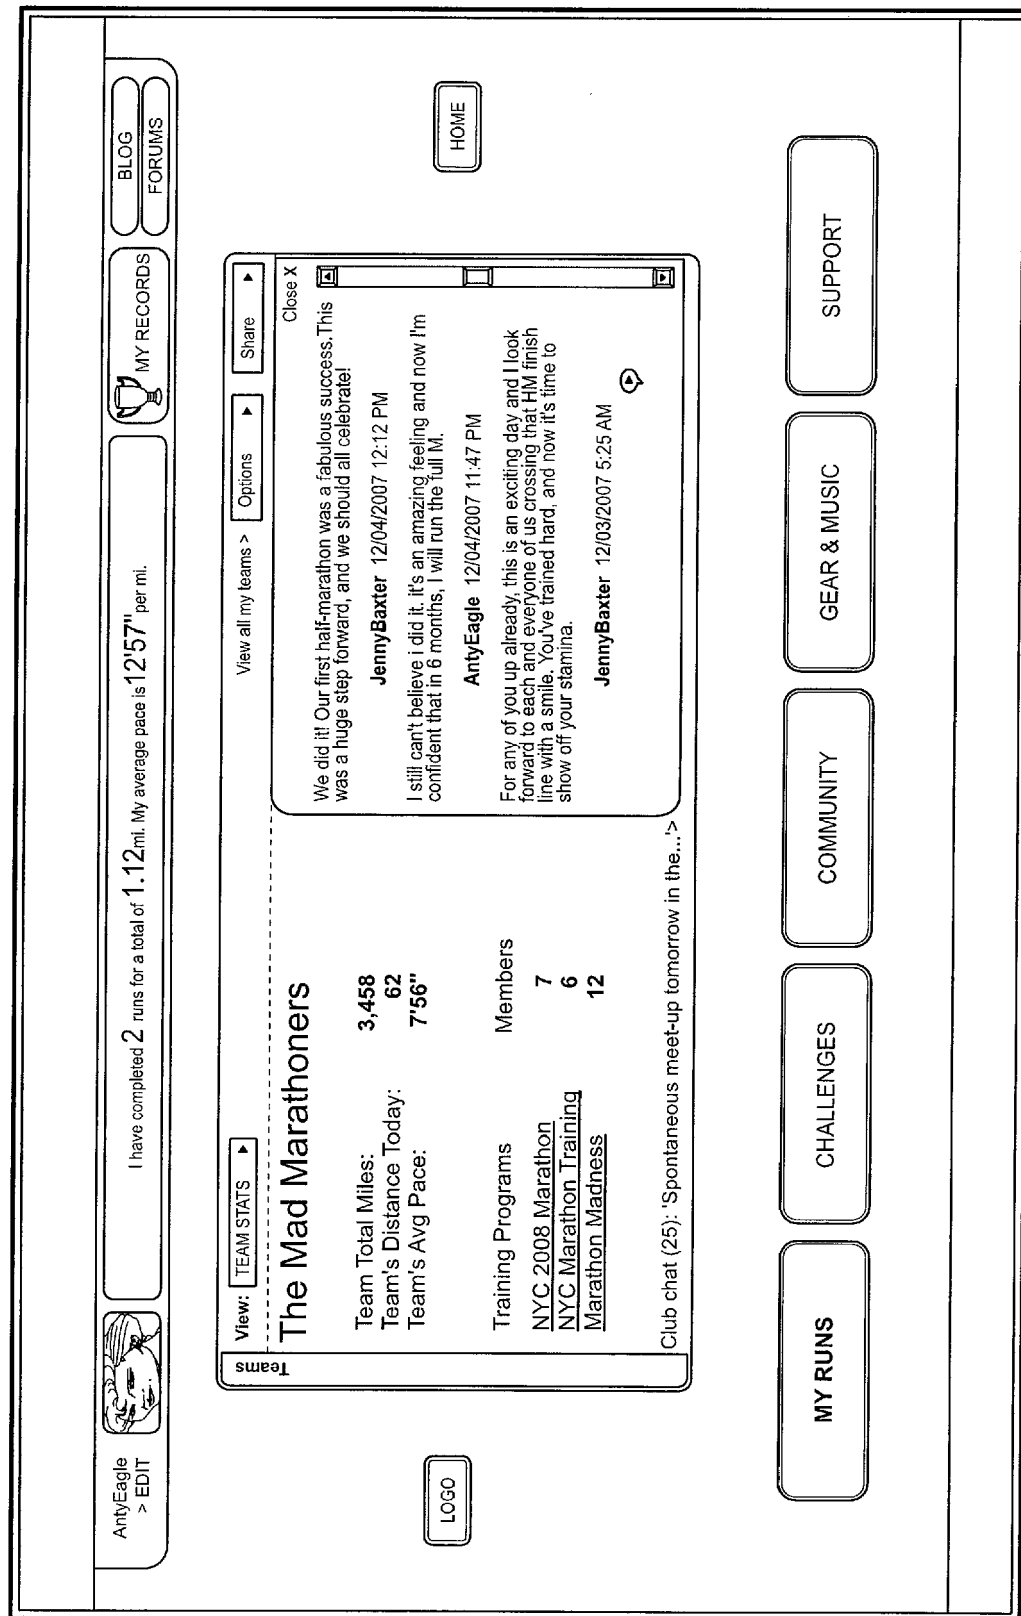 AntyEagle
> EDIT
I have completed 2 runs for a total of 1.12mi. My average pace is 12'57" per mi.
MY RECORDS
BLOG
FORUMS
LOGO
HOME
Teams
View: TEAM STATS
View all my teams >
Options
Share
The Mad Marathoners
Team Total Miles: 3,458
Team's Distance Today: 62
Team's Avg Pace: 7'56"
Training Programs Members
NYC 2008 Marathon 7
NYC Marathon Training 6
Marathon Madness 12
Club chat (25): 'Spontaneous meet-up tomorrow in the...'>
Close X
We did it! Our first half-marathon was a fabulous success.This
was a huge step forward, and we should all celebrate!
JennyBaxter 12/04/2007 12:12 PM
I still can't believe i did it. It's an amazing feeling and now I'm
confident that in 6 months, I will run the full M.
AntyEagle 12/04/2007 11:47 PM
For any of you up already, this is an exciting day and I look
forward to each and everyone of us crossing that HM finish
line with a smile. You've trained hard, and now it's time to
show off your stamina.
JennyBaxter 12/03/2007 5:25 AM
MY RUNS
CHALLENGES
COMMUNITY
GEAR & MUSIC
SUPPORT